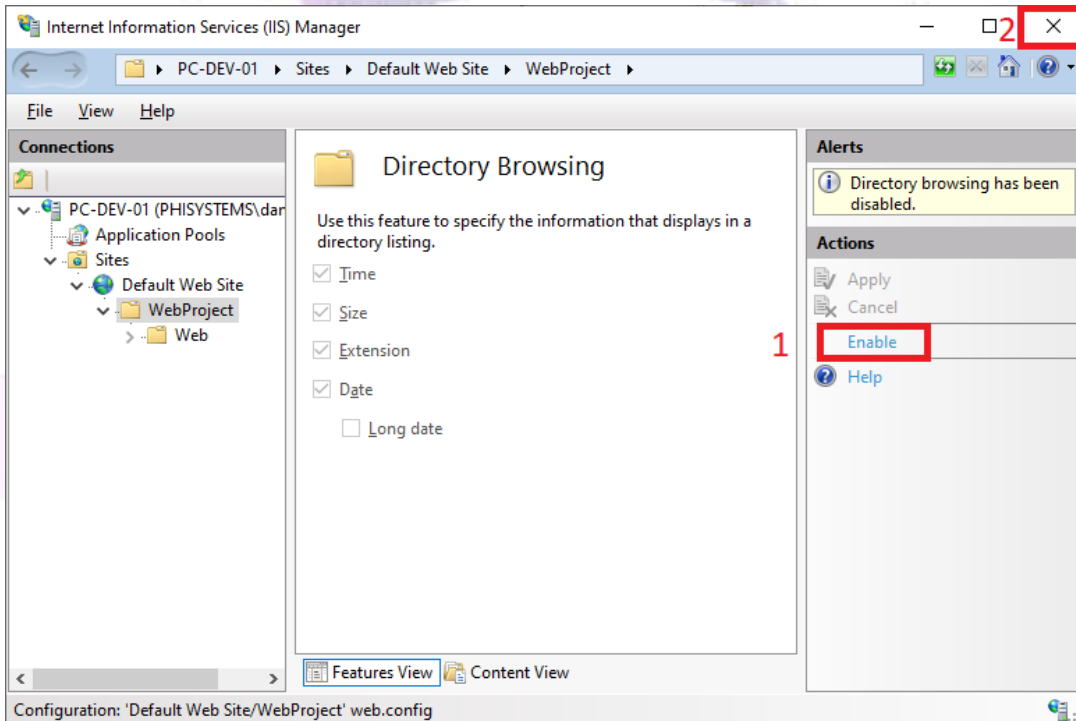 Internet Information Services (IIS) Manager
2
PC-DEV-01 Sites Default Web Site WebProject
File View Help
Connections
PC-DEV-01 (PHISYSTEMS\dar
Application Pools
Sites
Default Web Site
WebProject
Web
Directory Browsing
Use this feature to specify the information that displays in a
directory listing.
Time
Size
Extension
Date
Long date
Features View Content View
Alerts
Directory browsing has been
disabled.
Actions
Apply
Cancel
1
Enable
Help
Configuration: 'Default Web Site/WebProject' web.config